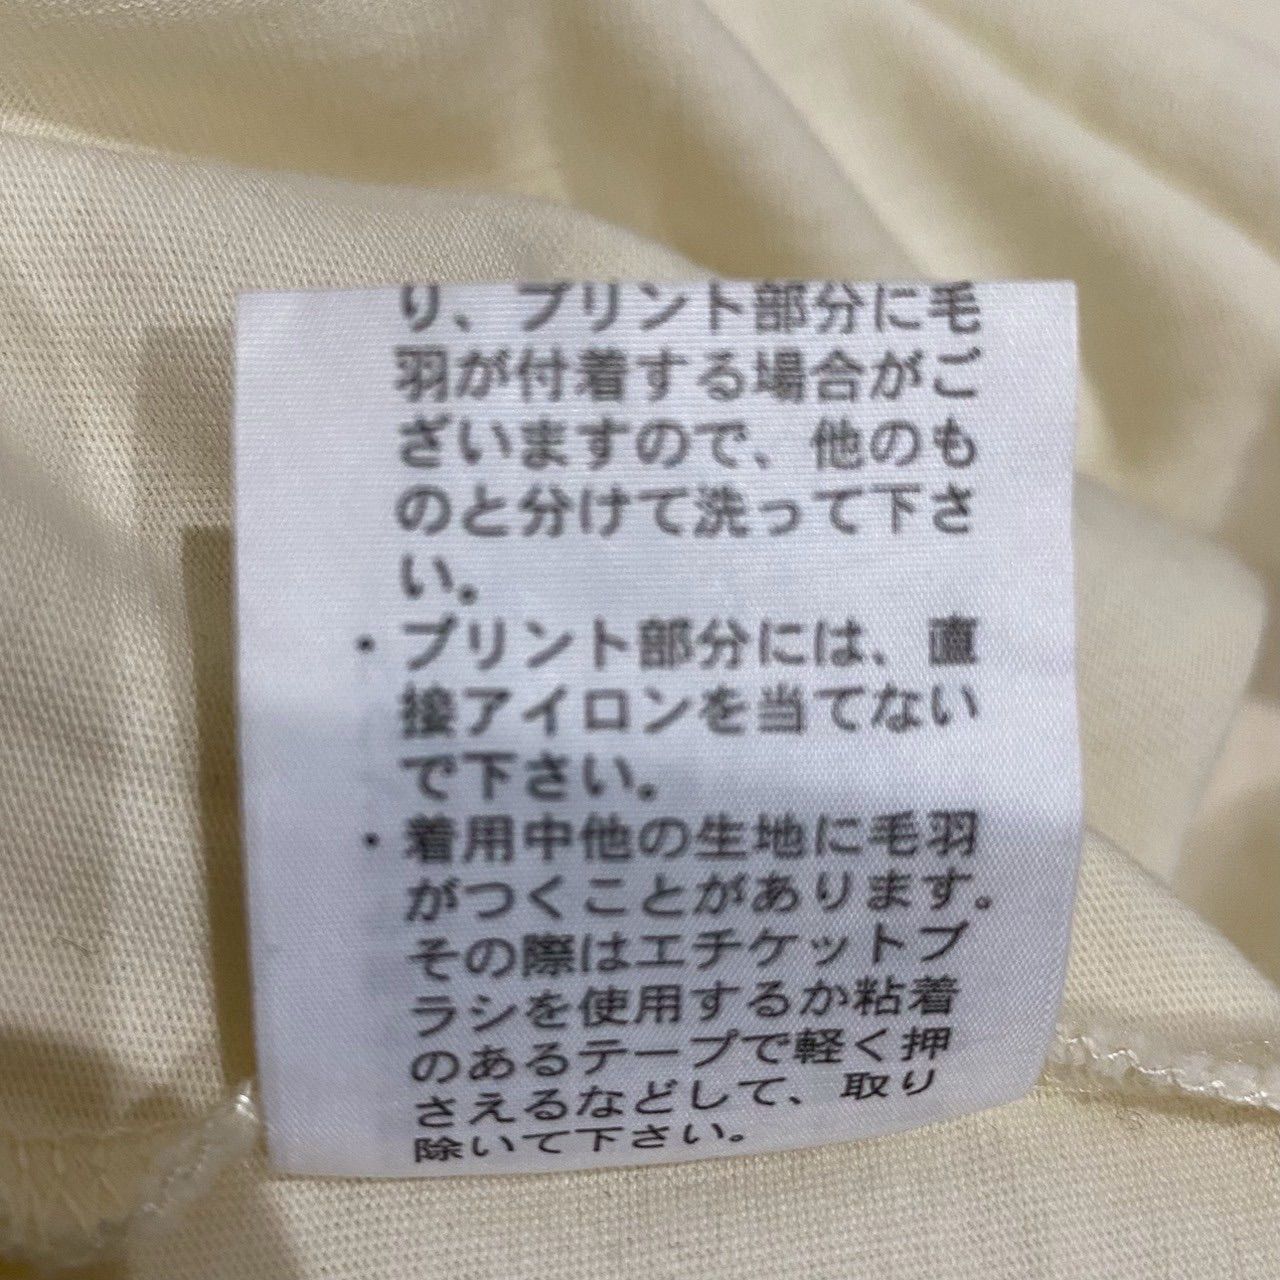 り、プリント部分に毛
羽が付着する場合がご
ざいますので、他のも
のと分けて洗って下さ
い。
・プリント部分には、直
接アイロンを当てない
で下さい。
・着用中他の生地に毛羽
がつくことがあります。
その際はエチケットブ
ラシを使用するか粘着
のあるテープで軽く押
さえるなどして、取り
除いて下さい。